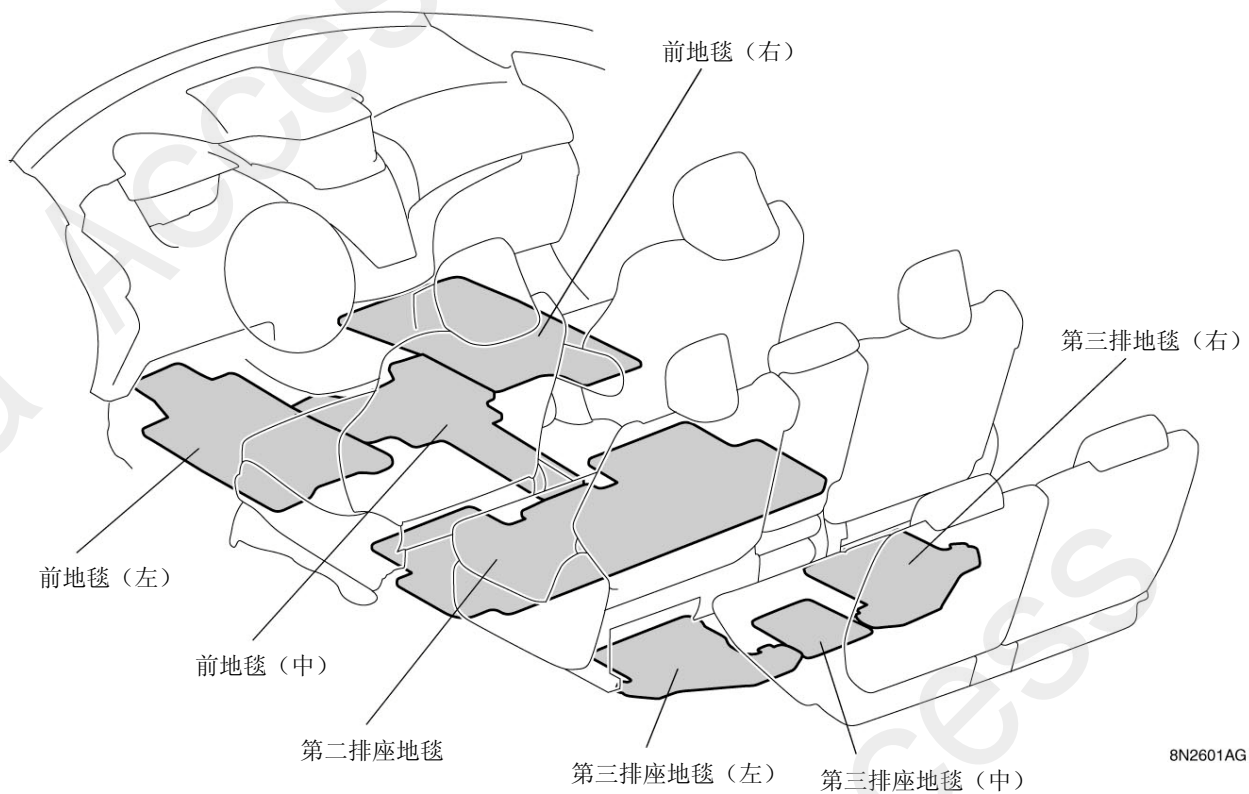 前地毯（右）
第三排地毯（右）
前地毯（左）
前地毯（中）
第二排座地毯
第三排座地毯（左）
第三排座地毯（中）
8N2601AG
Access
a
cess